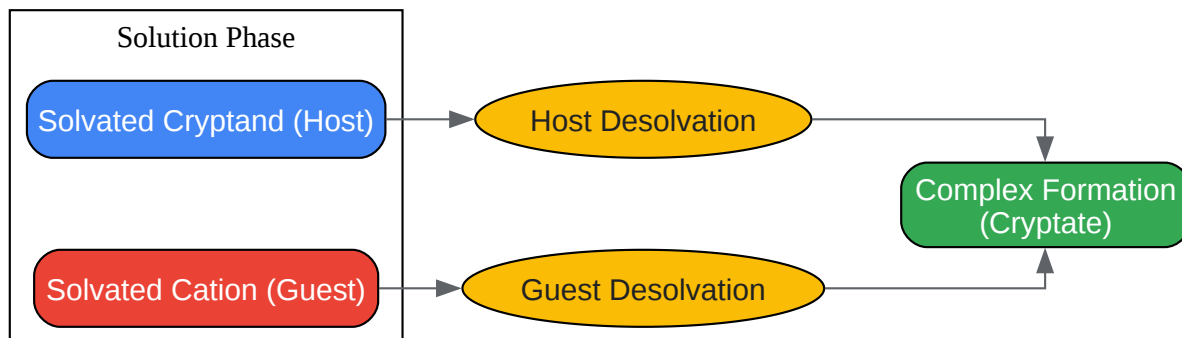 Solution Phase
Solvated Cryptand (Host)
Host Desolvation
Complex Formation
(Cryptate)
Solvated Cation (Guest)
Guest Desolvation